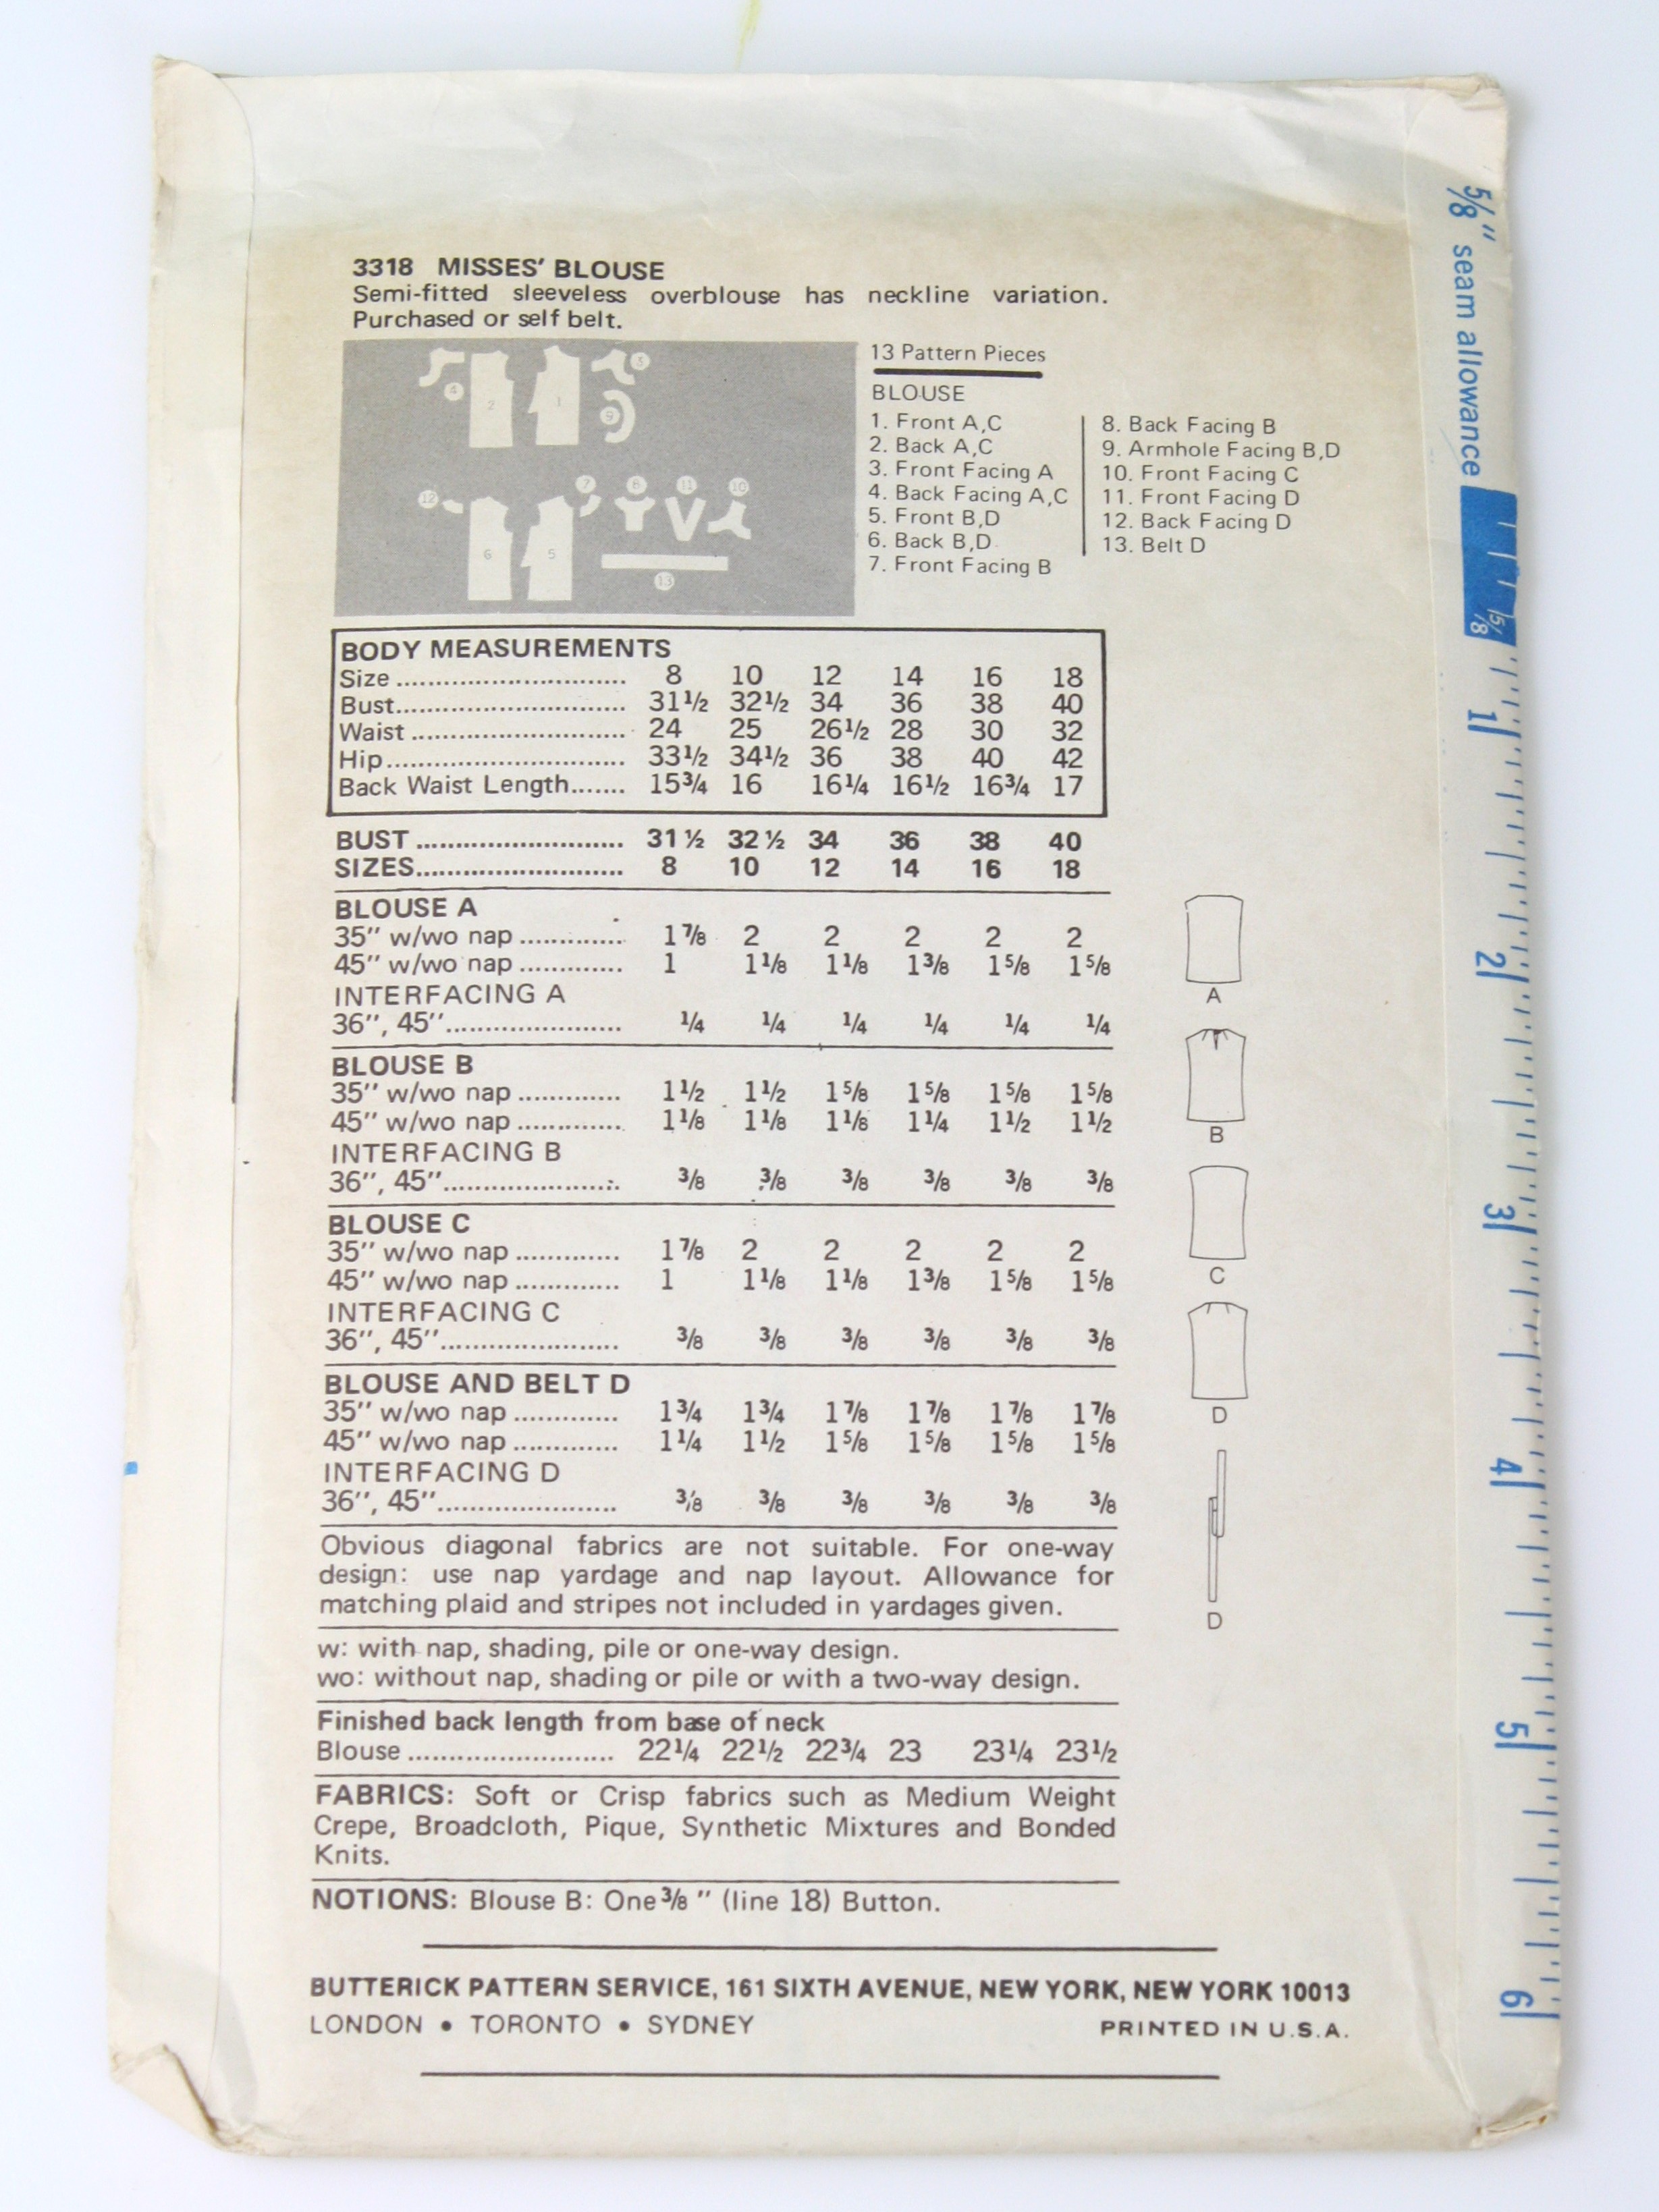 3318 MISSES' BLOUSE
Semi-fitted sleeveless overblouse has neckline variation.
Purchased or self belt.
4
2
1
3
9
12
6
7
5
8
11
10
13
13 Pattern Pieces
BLOUSE
1. Front A,C
2. Back A,C
3. Front Facing A
4. Back Facing A,C
5. Front B,D
6. Back B,D
7. Front Facing B
8. Back Facing B
9. Armhole Facing B,D
10. Front Facing C
11. Front Facing D
12. Back Facing D
13. Belt D
BODY MEASUREMENTS
Size ............................. 8 10 12 14 16 18
Bust............................. 31½ 32½ 34 36 38 40
Waist ........................... 24 25 26½ 28 30 32
Hip.............................. 33½ 34½ 36 38 40 42
Back Waist Length....... 15¾ 16 16¼ 16½ 16¾ 17
BUST .......................... 31 ½ 32 ½ 34 36 38 40
SIZES.......................... 8 10 12 14 16 18
BLOUSE A
35" w/wo nap ............. 1⅞ 2 2 2 2 2
45" w/wo nap ............. 1 1⅛ 1⅛ 1⅜ 1⅝ 1⅝
INTERFACING A
36", 45"...................... ¼ ¼ ¼ ¼ ¼ ¼
BLOUSE B
35" w/wo nap ............. 1½ 1½ 1⅝ 1⅝ 1⅝ 1⅝
45" w/wo nap ............. 1⅛ 1⅛ 1⅛ 1¼ 1½ 1½
INTERFACING B
36", 45"...................... ⅜ ⅜ ⅜ ⅜ ⅜ ⅜
BLOUSE C
35" w/wo nap ............. 1⅞ 2 2 2 2 2
45" w/wo nap ............. 1 1⅛ 1⅛ 1⅜ 1⅝ 1⅝
INTERFACING C
36", 45"...................... ⅜ ⅜ ⅜ ⅜ ⅜ ⅜
BLOUSE AND BELT D
35" w/wo nap ............. 1¾ 1¾ 1⅞ 1⅞ 1⅞ 1⅞
45" w/wo nap ............. 1¼ 1½ 1⅝ 1⅝ 1⅝ 1⅝
INTERFACING D
36", 45"...................... ⅜ ⅜ ⅜ ⅜ ⅜ ⅜
A
B
C
D
D
Obvious diagonal fabrics are not suitable. For one-way
design: use nap yardage and nap layout. Allowance for
matching plaid and stripes not included in yardages given.
w: with nap, shading, pile or one-way design.
wo: without nap, shading or pile or with a two-way design.
Finished back length from base of neck
Blouse ......................... 22¼ 22½ 22¾ 23 23¼ 23½
FABRICS: Soft or Crisp fabrics such as Medium Weight
Crepe, Broadcloth, Pique, Synthetic Mixtures and Bonded
Knits.
NOTIONS: Blouse B: One ⅜ " (line 18) Button.
BUTTERICK PATTERN SERVICE, 161 SIXTH AVENUE, NEW YORK, NEW YORK 10013
LONDON • TORONTO • SYDNEY PRINTED IN U.S.A.
5/8" seam allowance
5/8
1
2
3
4
5
6